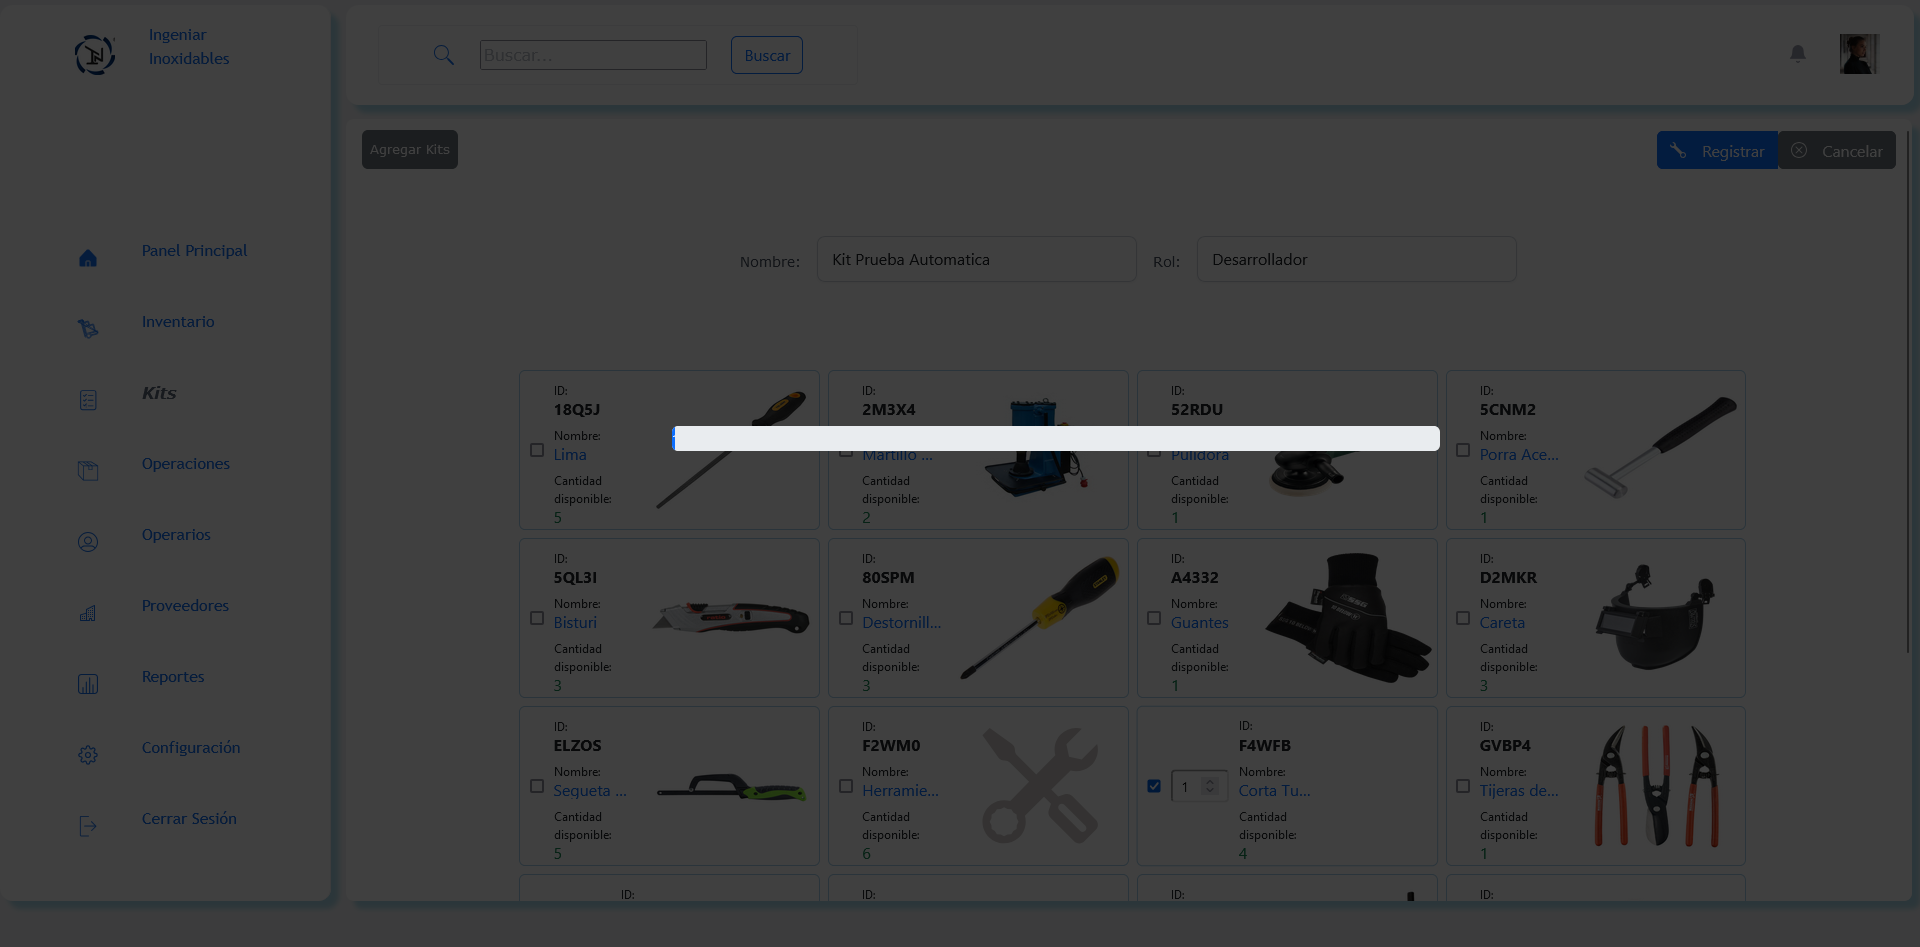 Ingeniar
Inoxidables
Buscar...
Buscar
Agregar Kits
Registrar
Cancelar
Panel Principal
Inventario
Kits
Operaciones
Operarios
Proveedores
Reportes
Configuración
Cerrar Sesión
Nombre:
Kit Prueba Automatica
Rol:
Desarrollador
ID:
18Q5J
Nombre:
Lima
Cantidad
disponible:
5
ID:
2M3X4
Martillo ...
Cantidad
disponible:
2
ID:
52RDU
Pulidora
Cantidad
disponible:
1
ID:
5CNM2
Nombre:
Porra Ace...
Cantidad
disponible:
1
ID:
5QL3I
Nombre:
Bisturi
Cantidad
disponible:
3
ID:
80SPM
Nombre:
Destornill...
Cantidad
disponible:
3
ID:
A4332
Nombre:
Guantes
Cantidad
disponible:
1
ID:
D2MKR
Nombre:
Careta
Cantidad
disponible:
3
ID:
ELZOS
Nombre:
Segueta ...
Cantidad
disponible:
5
ID:
F2WM0
Nombre:
Herramie...
Cantidad
disponible:
6
1
ID:
F4WFB
Nombre:
Corta Tu...
Cantidad
disponible:
4
ID:
GVBP4
Nombre:
Tijeras de...
Cantidad
disponible:
1
ID:
ID:
ID:
ID: